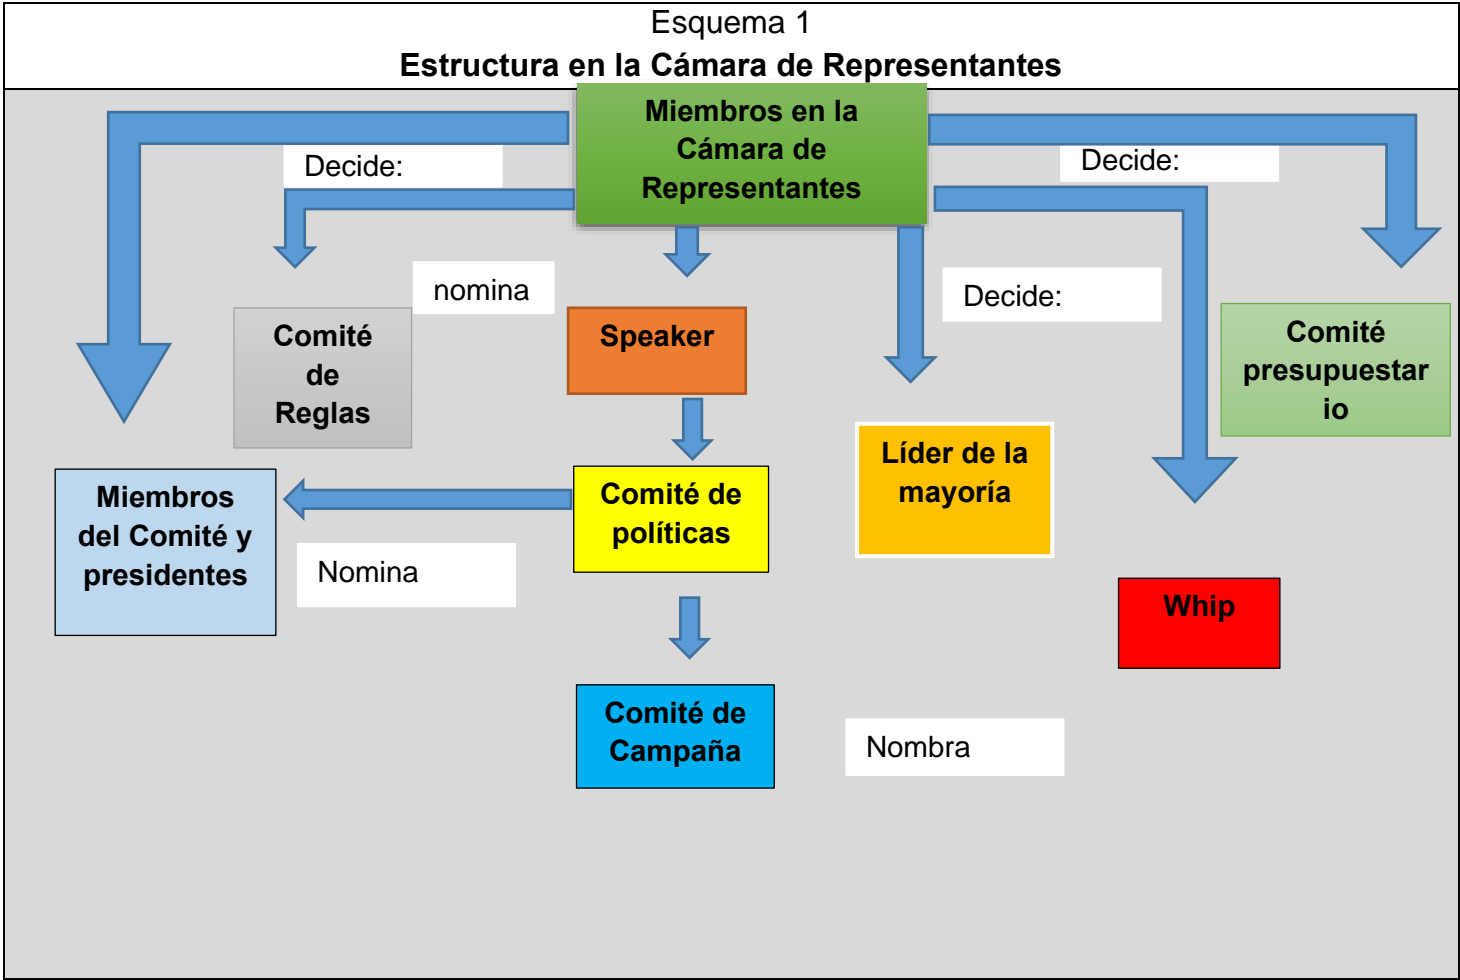 Esquema 1
Estructura en la Cámara de Representantes
Miembros en la
Cámara de
Representantes
Decide:
Decide:
nomina
Decide:
Comité
de
Reglas
Speaker
Comité
presupuestar
io
Líder de la
mayoría
Miembros
del Comité y
presidentes
Comité de
políticas
Nomina
Whip
Comité de
Campaña
Nombra